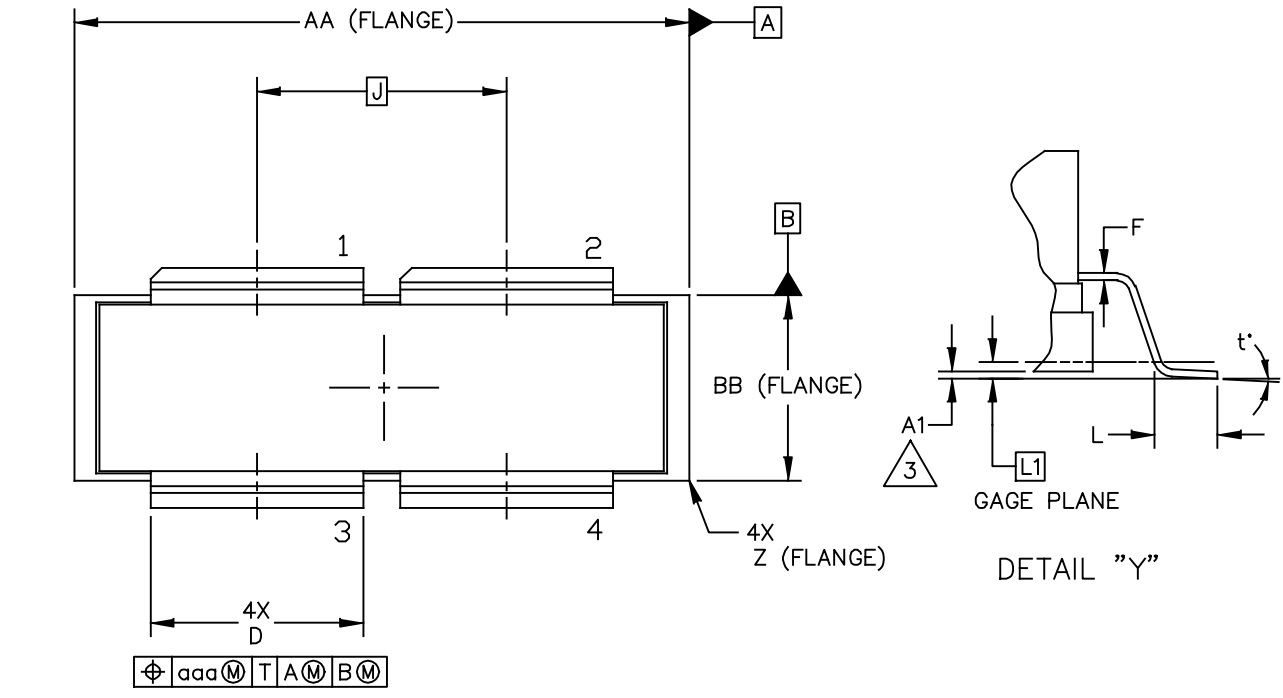 AA (FLANGE)
A
J
B
1
2
F
t°
BB (FLANGE)
A1
3
L
L1
GAGE PLANE
3
4
4X
Z (FLANGE)
DETAIL "Y"
4X
D
⌖ aaa Ⓜ T A Ⓜ B Ⓜ